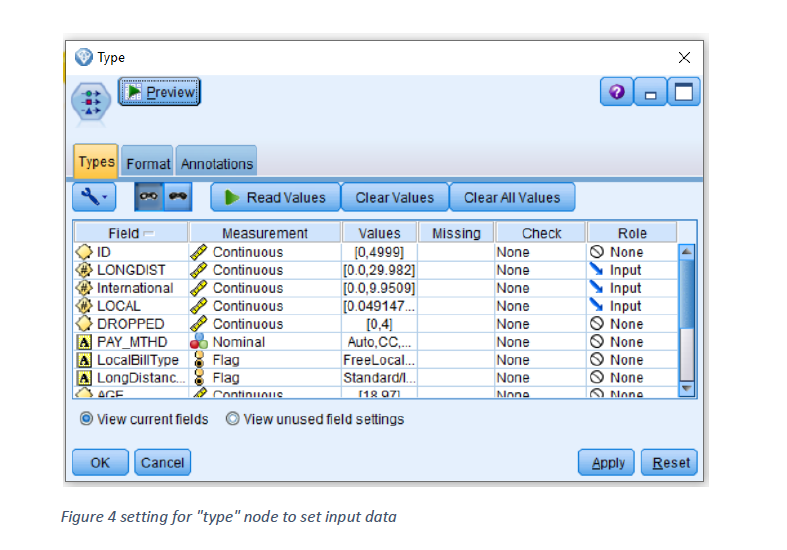 Type
Preview
Types Format Annotations
Read Values Clear Values Clear All Values
Field Measurement Values Missing Check Role
ID Continuous [0,4999] None None
LONGDIST Continuous [0.0,29.982] None Input
International Continuous [0.0,9.9509] None Input
LOCAL Continuous [0.049147... None Input
DROPPED Continuous [0,4] None None
PAY_MTHD Nominal Auto,CC,... None None
LocalBillType Flag FreeLocal... None None
LongDistanc... Flag Standard/I... None None
AGE Continuous [18,97] None None
View current fields View unused field settings
OK Cancel Apply Reset
Figure 4 setting for "type" node to set input data